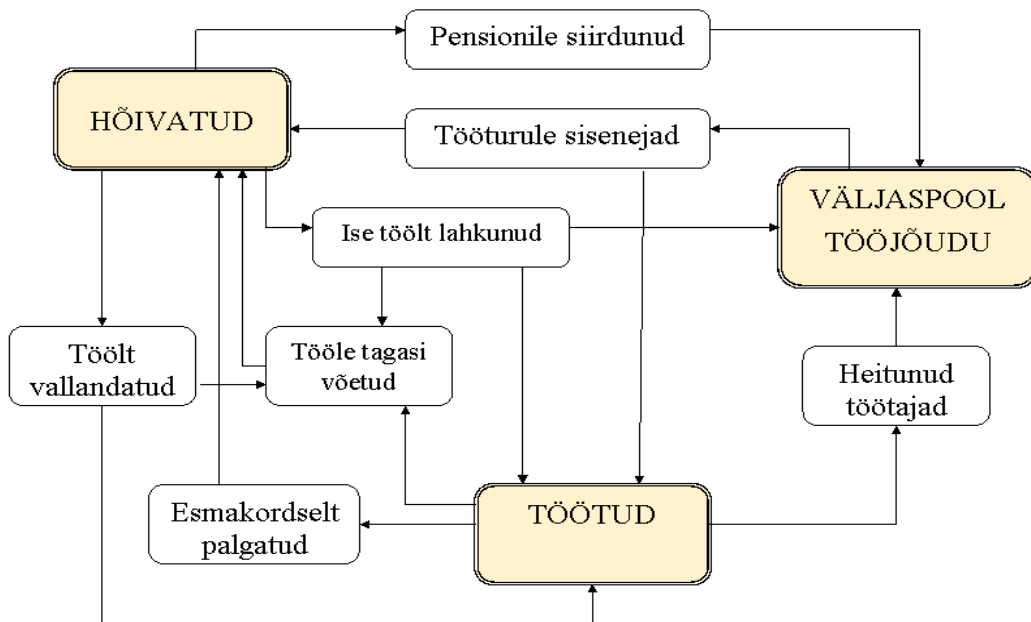 Pensionile siirdunud
HÕIVATUD
Tööturule sisenejad
VÄLJASPOOL
TÖÖJÕUDU
Ise töölt lahkunud
Töölt
vallandatud
Tööle tagasi
võetud
Heitunud
töötajad
Esmakordselt
palgatud
TÖÖTUD